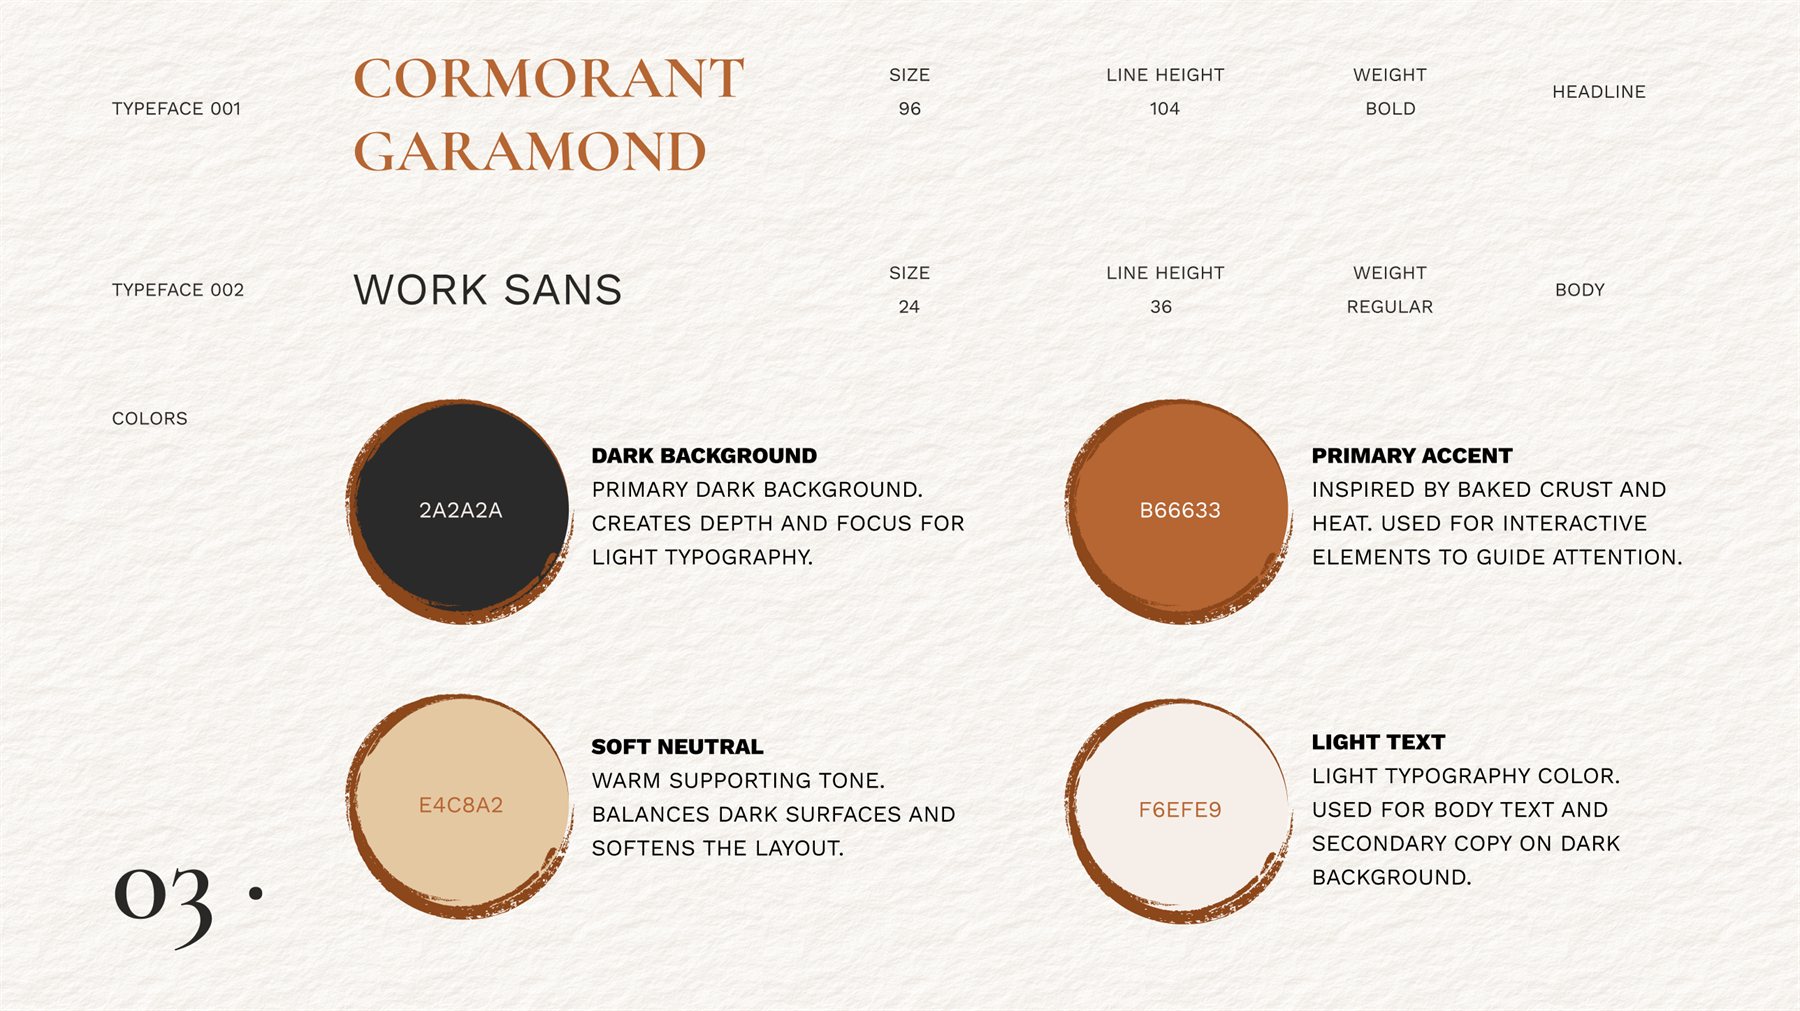 TYPEFACE 001
CORMORANT
GARAMOND
SIZE
96
LINE HEIGHT
104
WEIGHT
BOLD
HEADLINE
TYPEFACE 002
WORK SANS
SIZE
24
LINE HEIGHT
36
WEIGHT
REGULAR
BODY
COLORS
2A2A2A
DARK BACKGROUND
PRIMARY DARK BACKGROUND.
CREATES DEPTH AND FOCUS FOR
LIGHT TYPOGRAPHY.
B66633
PRIMARY ACCENT
INSPIRED BY BAKED CRUST AND
HEAT. USED FOR INTERACTIVE
ELEMENTS TO GUIDE ATTENTION.
E4C8A2
SOFT NEUTRAL
WARM SUPPORTING TONE.
BALANCES DARK SURFACES AND
SOFTENS THE LAYOUT.
F6EFE9
LIGHT TEXT
LIGHT TYPOGRAPHY COLOR.
USED FOR BODY TEXT AND
SECONDARY COPY ON DARK
BACKGROUND.
03 ·